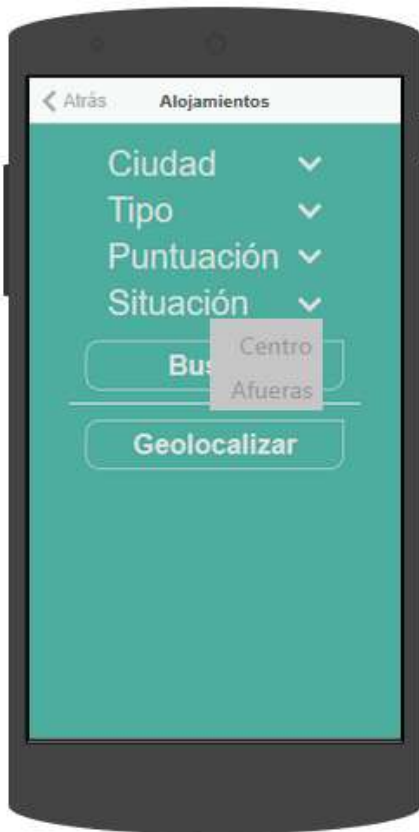 Atrás Alojamientos
Ciudad
Tipo
Puntuación
Situación
Centro
Bus
Afueras
Geolocalizar